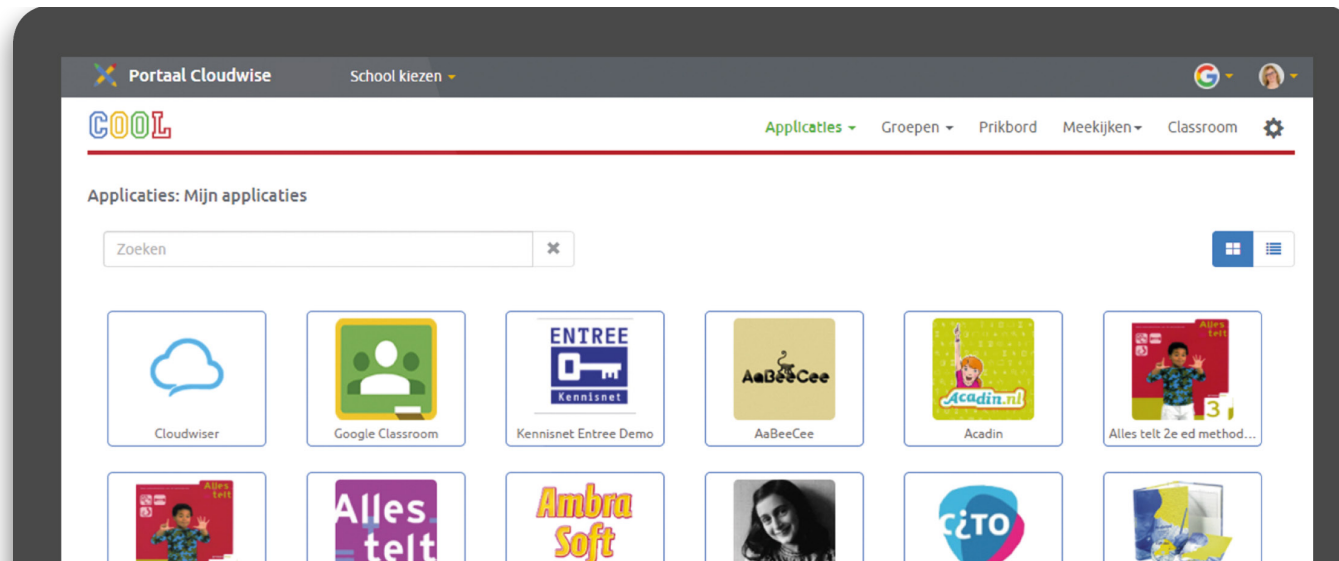 Portaal Cloudwise School kiezen
COOL
Applicaties Groepen Prikbord Meekijken Classroom
Applicaties: Mijn applicaties
Zoeken
ENTREE
Kennisnet
AaBeeCee
Acadin.nl
Alles telt
3
Cloudwiser
Google Classroom
Kennisnet Entree Demo
AaBeeCee
Acadin
Alles telt 2e ed method...
Alles telt
Alles telt
Ambra Soft
CiTO